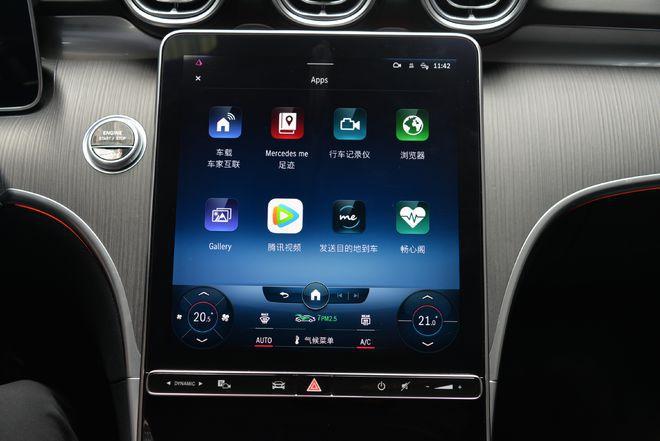 11:42
Apps
ENGINE
START / STOP
车载
车家互联
Mercedes me
足迹
行车记录仪
浏览器
Gallery
腾讯视频
me
发送目的地到车
畅心阁
20.5
7 PM2.5
21.0
AUTO
气候菜单
A/C
DYNAMIC